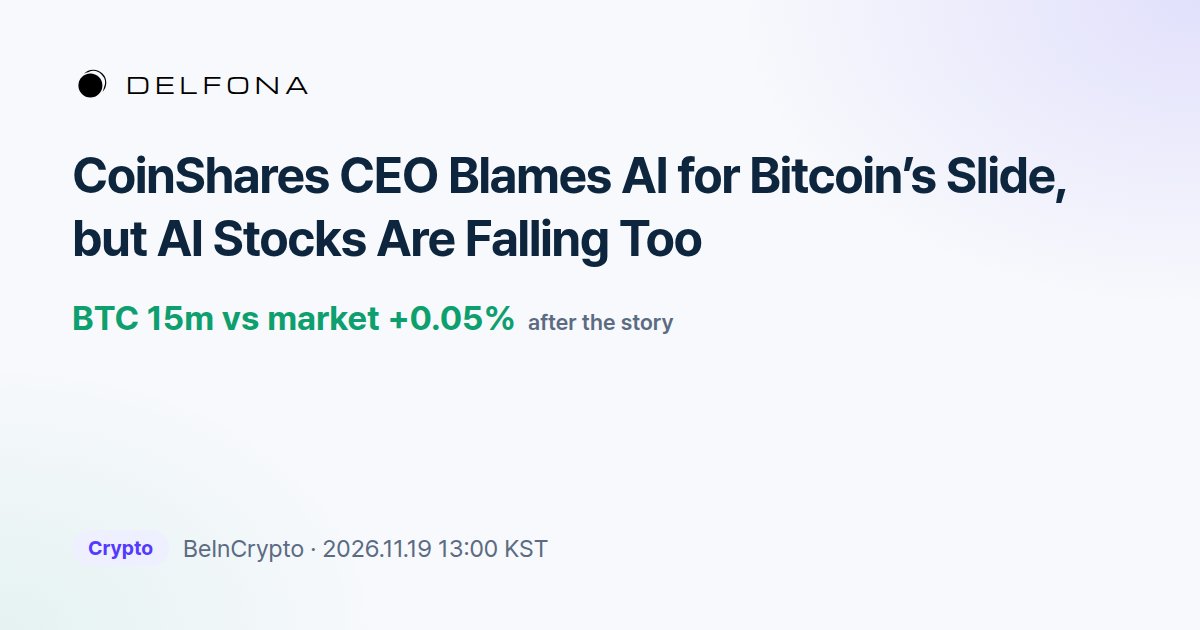 DELFONA
CoinShares CEO Blames AI for Bitcoin’s Slide,
but AI Stocks Are Falling Too
BTC 15m vs market +0.05% after the story
Crypto BeInCrypto · 2026.11.19 13:00 KST